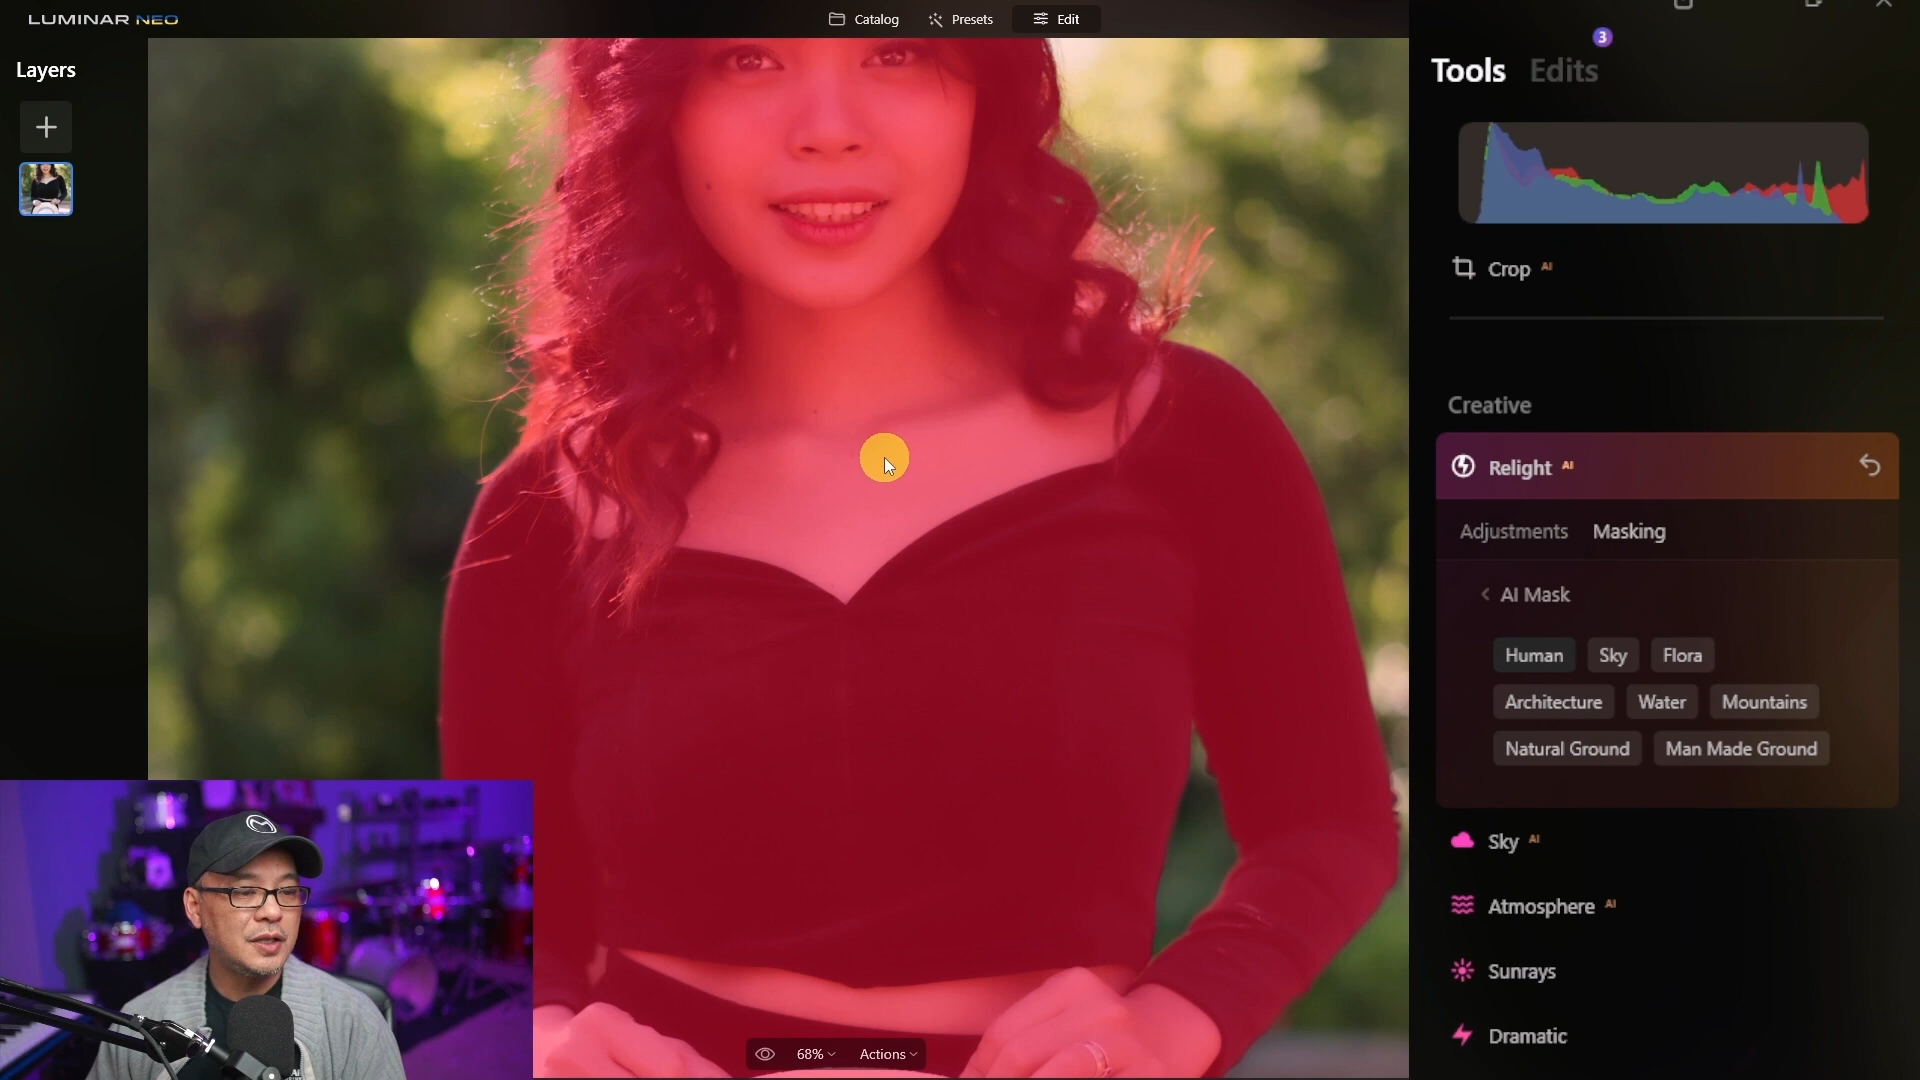 LUMINAR NEO
Catalog
Presets
Edit
Layers
3
Tools Edits
Crop AI
Creative
Relight AI
Adjustments Masking
AI Mask
Human Sky Flora
Architecture Water Mountains
Natural Ground Man Made Ground
Sky AI
Atmosphere AI
Sunrays
Dramatic
68%
Actions